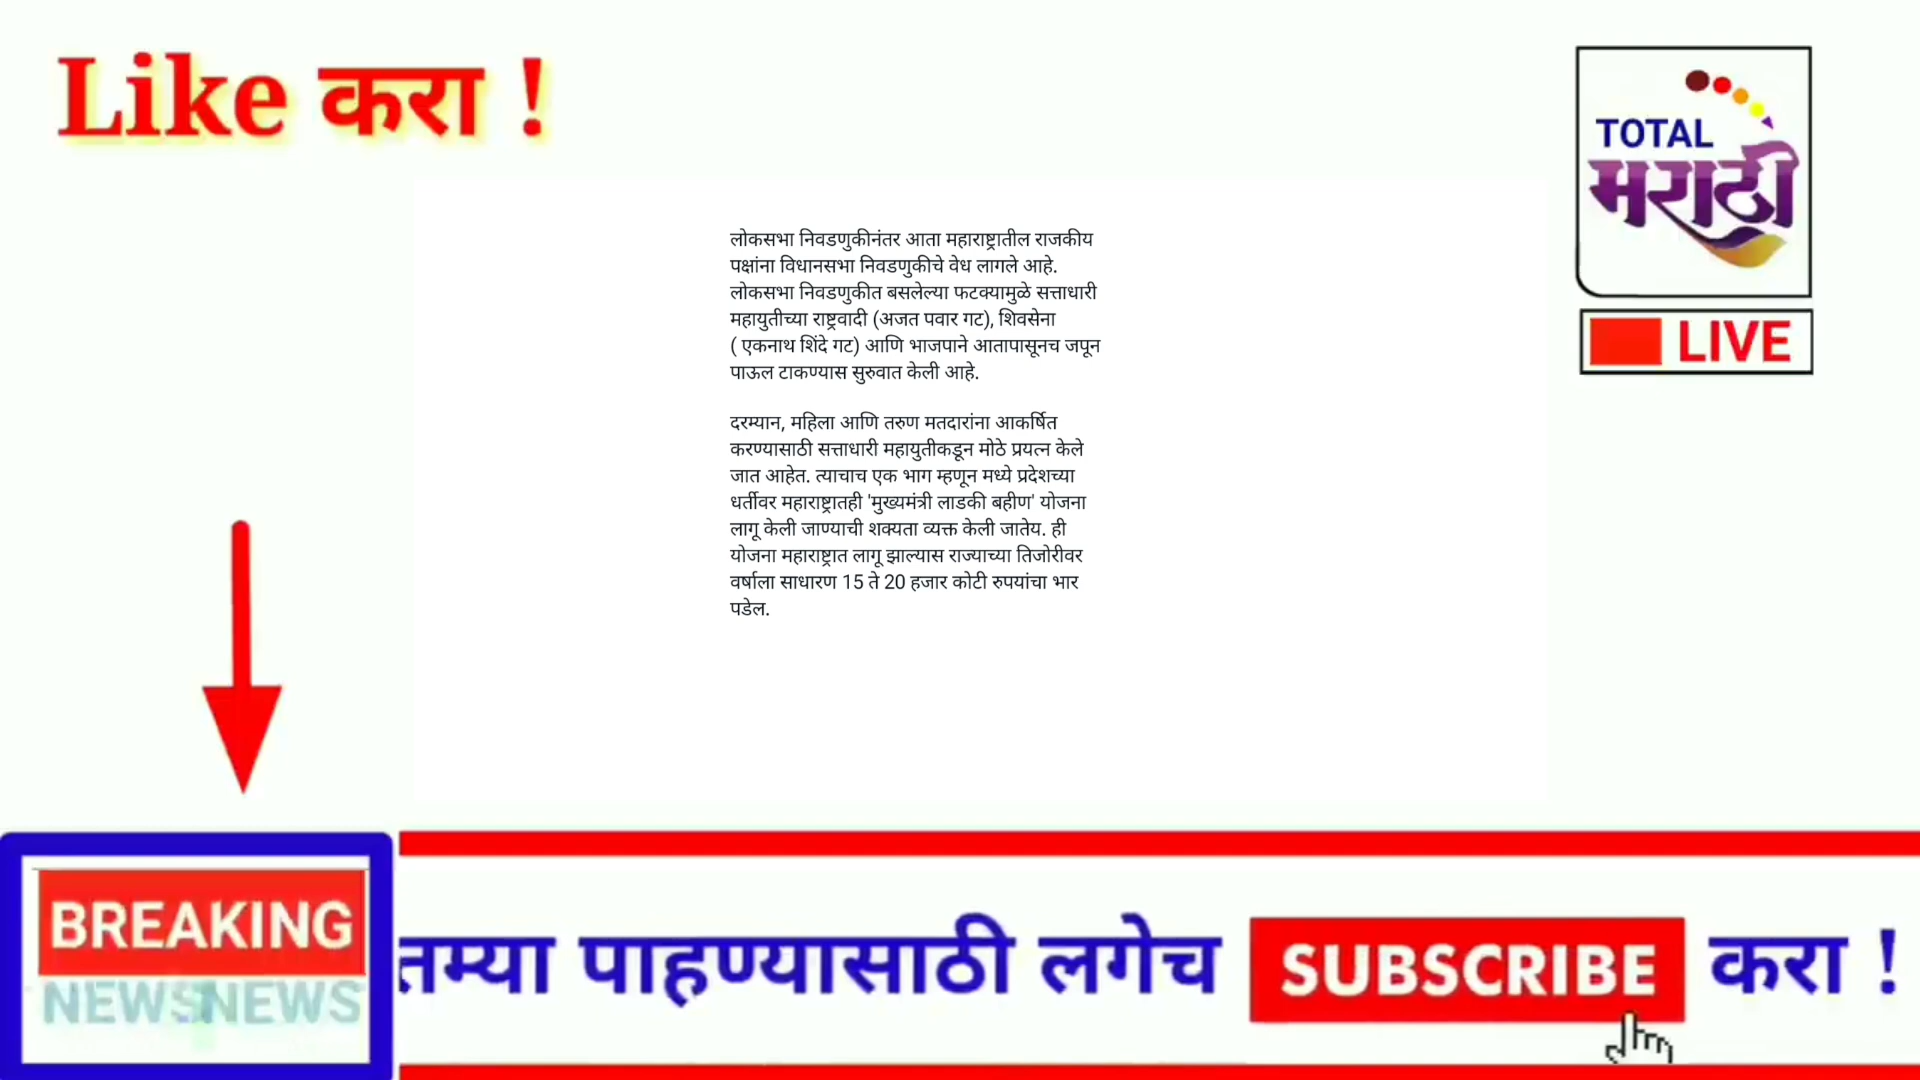 Like करा !
TOTAL
मराठी
LIVE
लोकसभा निवडणुकीनंतर आता महाराष्ट्रातील राजकीय
पक्षांना विधानसभा निवडणुकीचे वेध लागले आहे.
लोकसभा निवडणुकीत बसलेल्या फटक्यामुळे सत्ताधारी
महायुतीच्या राष्ट्रवादी (अजत पवार गट), शिवसेना
( एकनाथ शिंदे गट) आणि भाजपाने आतापासूनच जपून
पाऊल टाकण्यास सुरुवात केली आहे.
दरम्यान, महिला आणि तरुण मतदारांना आकर्षित
करण्यासाठी सत्ताधारी महायुतीकडून मोठे प्रयत्न केले
जात आहेत. त्याचाच एक भाग म्हणून मध्ये प्रदेशच्या
धर्तीवर महाराष्ट्रातही 'मुख्यमंत्री लाडकी बहीण' योजना
लागू केली जाण्याची शक्यता व्यक्त केली जातेय. ही
योजना महाराष्ट्रात लागू झाल्यास राज्याच्या तिजोरीवर
वर्षाला साधारण 15 ते 20 हजार कोटी रुपयांचा भार
पडेल.
BREAKING
NEWSNEWS
तम्या पाहण्यासाठी लगेच SUBSCRIBE करा !